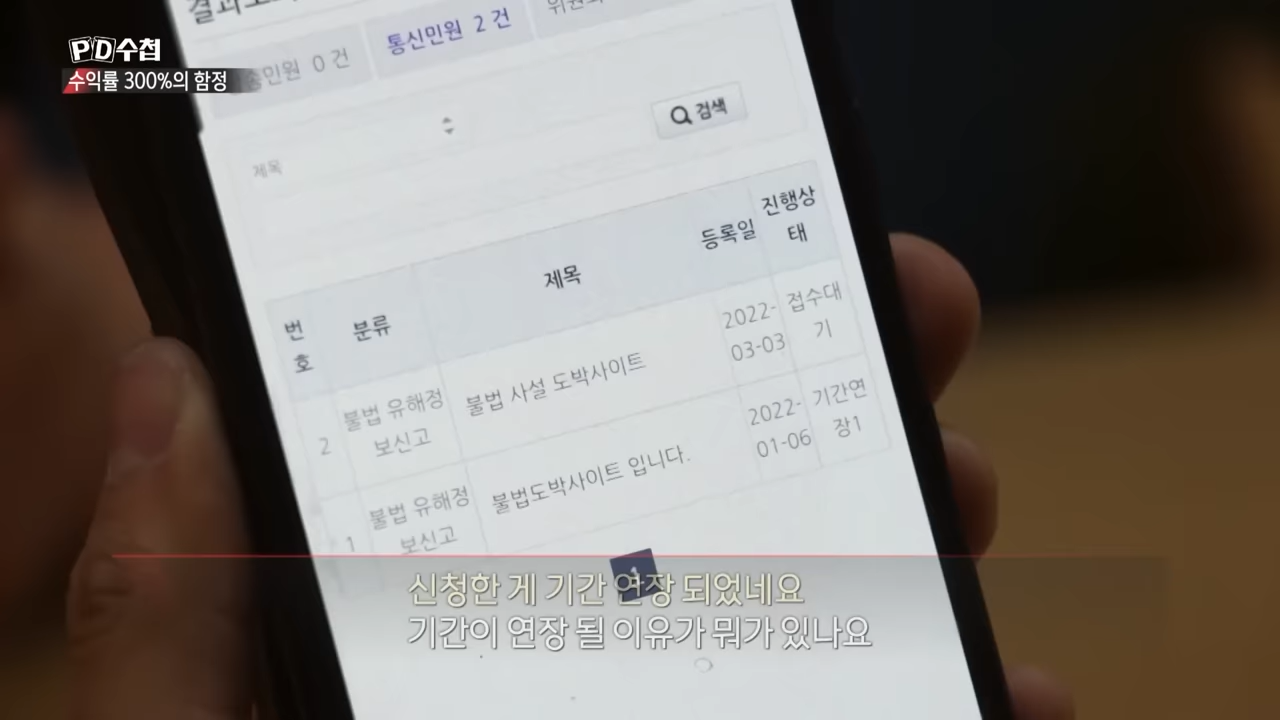 PD수첩
수익률 300%의 함정
송민원 0 건
통신민원 2 건
검색
제목
번호
분류
제목
등록일
진행상태
2
불법 유해정보신고
불법 사설 도박사이트
2022-03-03
접수대기
1
불법 유해정보신고
불법도박사이트 입니다.
2022-01-06
기간연장1
1
신청한 게 기간 연장 되었네요
기간이 연장 될 이유가 뭐가 있나요